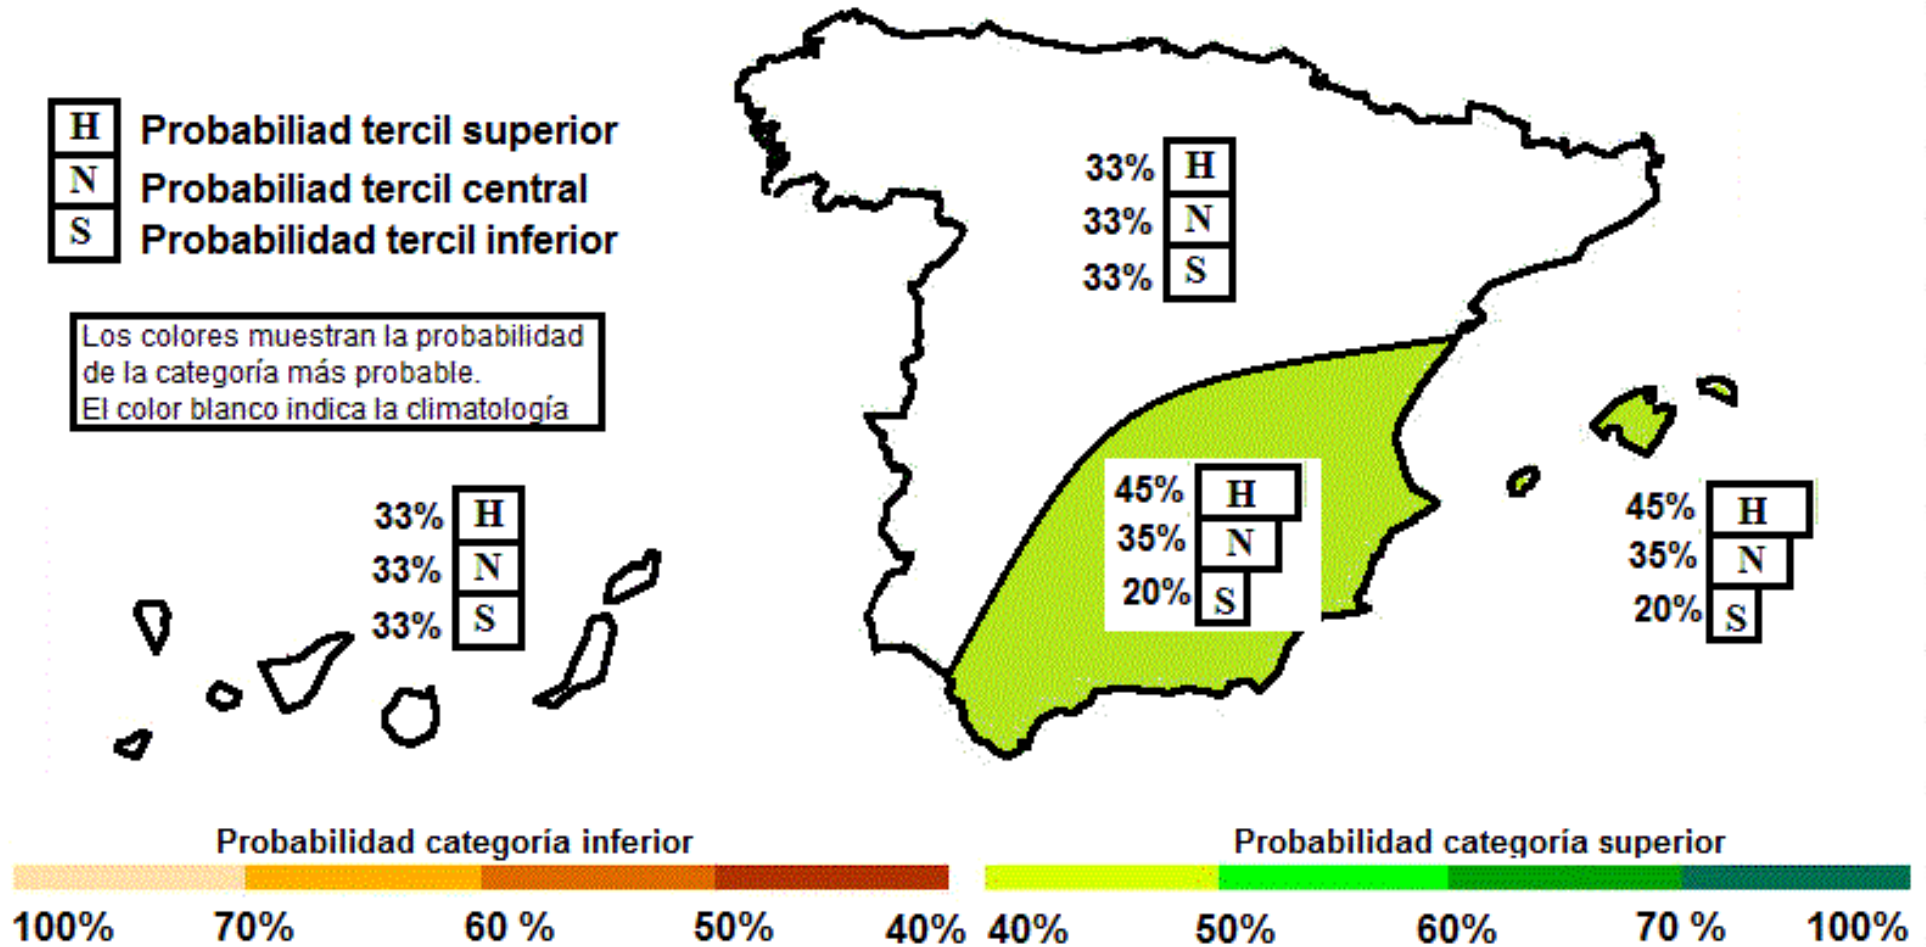 H Probabiliad tercil superior
N Probabiliad tercil central
S Probabilidad tercil inferior
Los colores muestran la probabilidad
de la categoría más probable.
El color blanco indica la climatología
33% H
33% N
33% S
33% H
33% N
33% S
45% H
35% N
20% S
45% H
35% N
20% S
Probabilidad categoría inferior
100% 70% 60 % 50% 40%
Probabilidad categoría superior
40% 50% 60% 70 % 100%